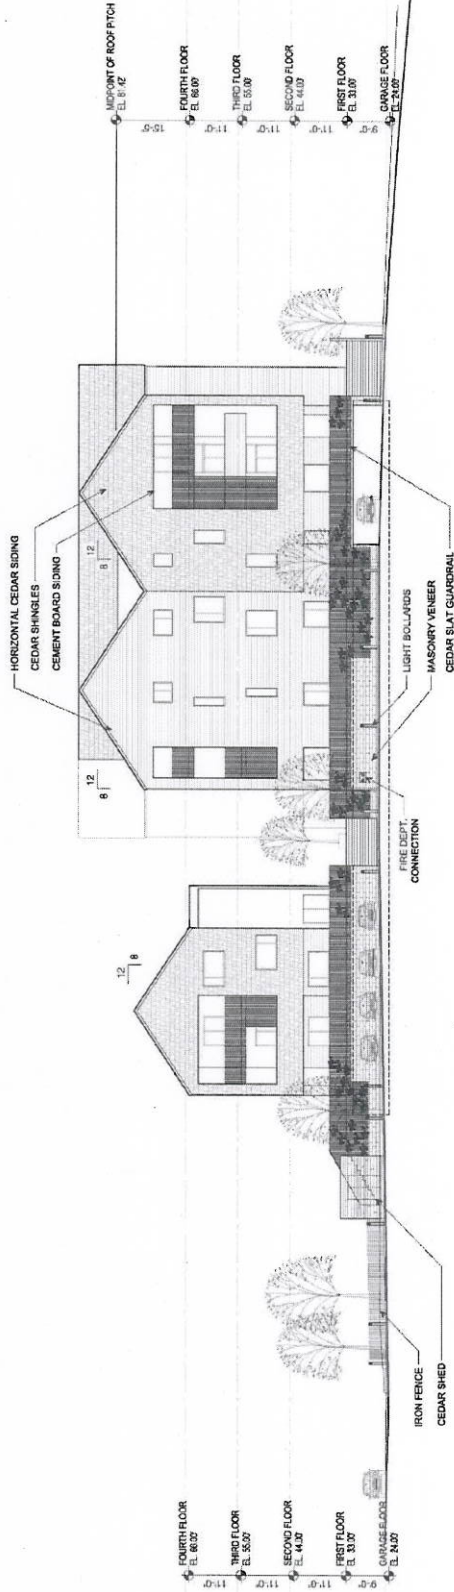 HORIZONTAL CEDAR SIDING
CEDAR SHINGLES
CEMENT BOARD SIDING
12
8
12
8
12
8
MIDPOINT OF ROOF PITCH
EL 81.42'
FOURTH FLOOR
EL 66.00'
THIRD FLOOR
EL 55.00'
SECOND FLOOR
EL 44.00'
FIRST FLOOR
EL 33.00'
GARAGE FLOOR
EL 24.00'
15'-5"
11'-0"
11'-0"
11'-0"
9'-0"
FOURTH FLOOR
EL 66.00'
THIRD FLOOR
EL 55.00'
SECOND FLOOR
EL 44.00'
FIRST FLOOR
EL 33.00'
GARAGE FLOOR
EL 24.00'
11'-0"
11'-0"
11'-0"
9'-0"
IRON FENCE
CEDAR SHED
FIRE DEPT.
CONNECTION
LIGHT BOLLARDS
MASONRY VENEER
CEDAR SLAT GUARDRAIL